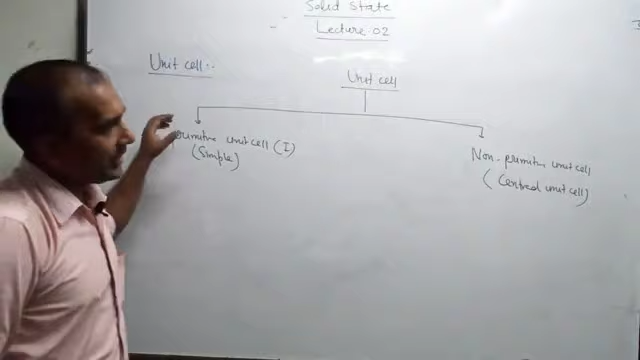 Solid State
Lecture-02
Unit cell:-
Unit cell
primitive unit cell (I)
(Simple)
Non-primitive unit cell
(Centred unit cell)